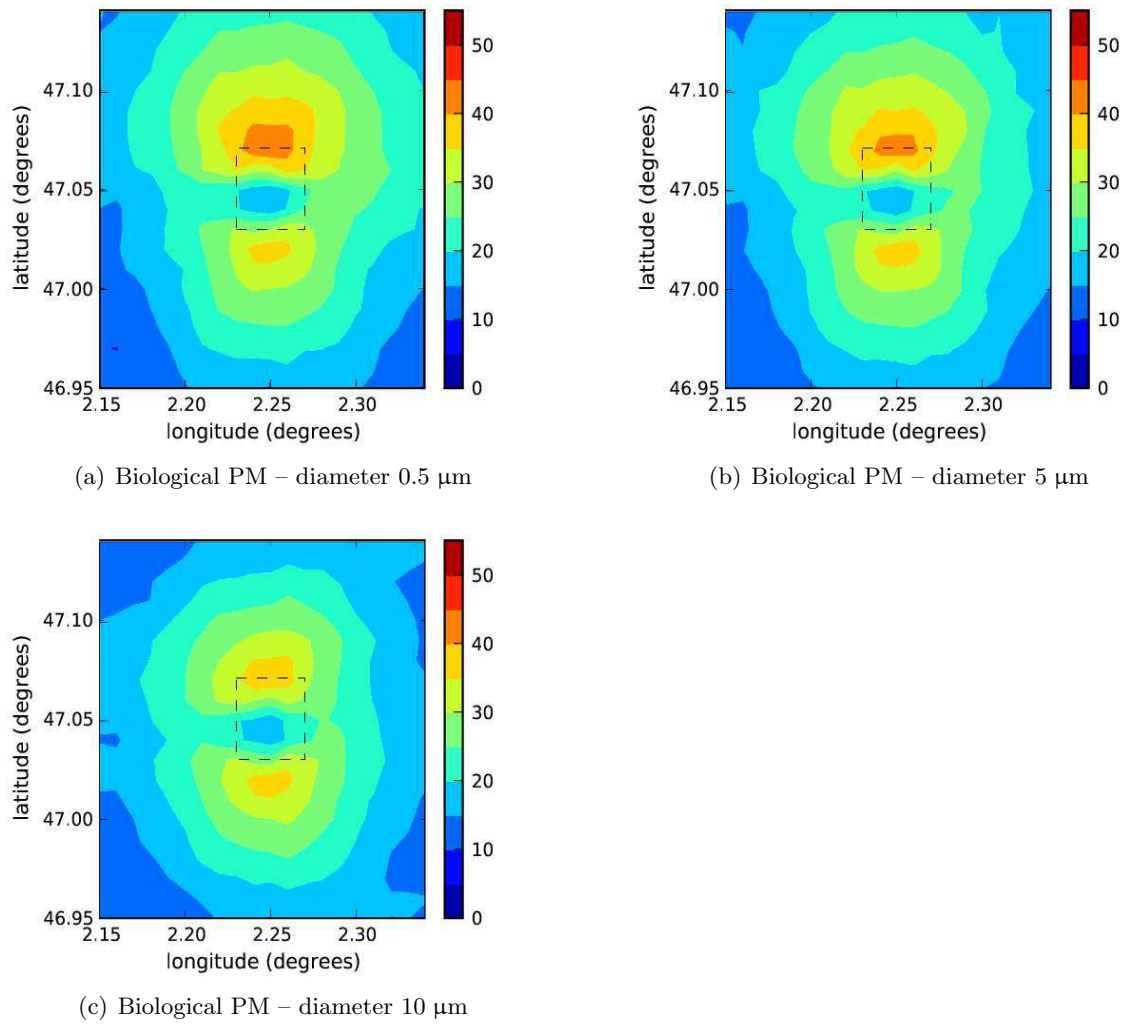 47.10
47.05
47.00
46.95
2.15 2.20 2.25 2.30
latitude (degrees)
longitude (degrees)
50
40
30
20
10
0
(a) Biological PM – diameter 0.5 μm
47.10
47.05
47.00
46.95
2.15 2.20 2.25 2.30
latitude (degrees)
longitude (degrees)
50
40
30
20
10
0
(b) Biological PM – diameter 5 μm
47.10
47.05
47.00
46.95
2.15 2.20 2.25 2.30
latitude (degrees)
longitude (degrees)
50
40
30
20
10
0
(c) Biological PM – diameter 10 μm